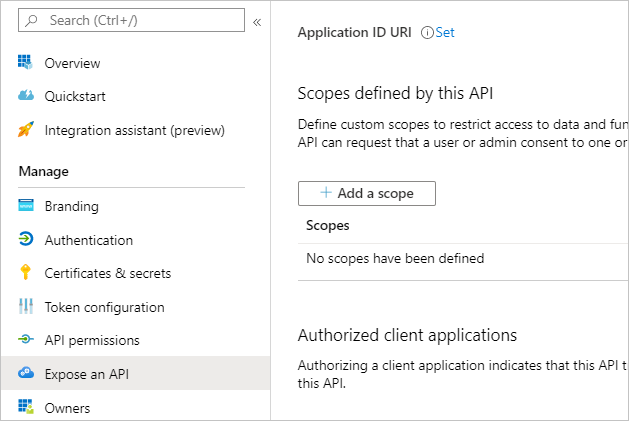 Search (Ctrl+/)
«
Overview
Quickstart
Integration assistant (preview)
Manage
Branding
Authentication
Certificates & secrets
Token configuration
API permissions
Expose an API
Owners
Application ID URI Set
Scopes defined by this API
Define custom scopes to restrict access to data and fun
API can request that a user or admin consent to one or
+ Add a scope
Scopes
No scopes have been defined
Authorized client applications
Authorizing a client application indicates that this API t
this API.